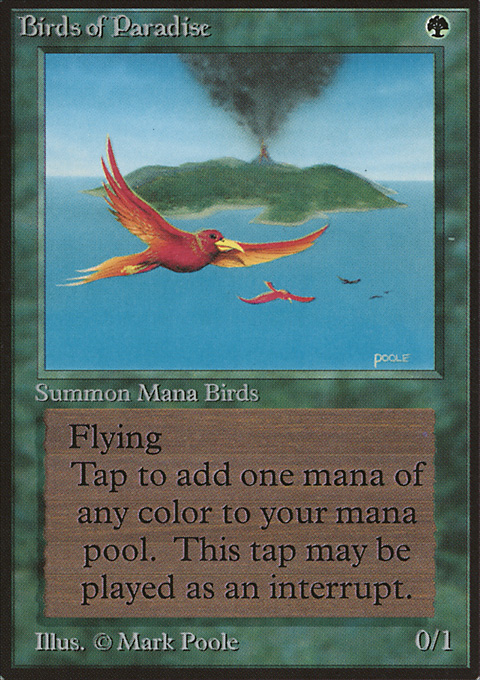 Birds of Paradise
POOLE
Summon Mana Birds
Flying
Tap to add one mana of
any color to your mana
pool. This tap may be
played as an interrupt.
Illus. © Mark Poole
0/1